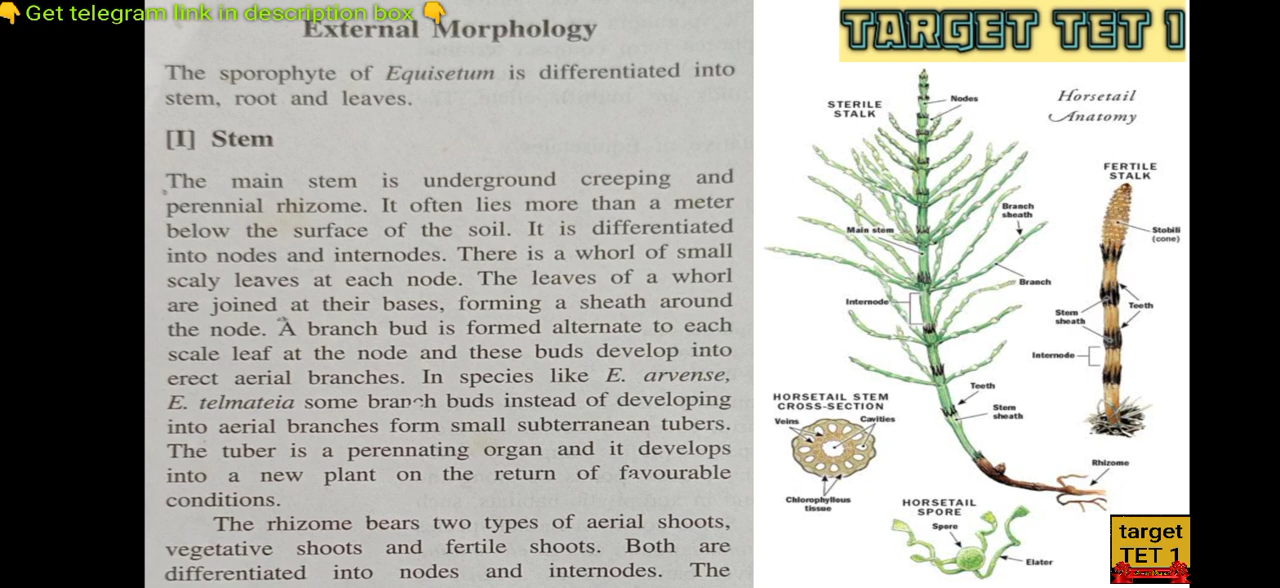 👇 Get telegram link in description box 👇
External Morphology
The sporophyte of Equisetum is differentiated into
stem, root and leaves.
[I] Stem
The main stem is underground creeping and
perennial rhizome. It often lies more than a meter
below the surface of the soil. It is differentiated
into nodes and internodes. There is a whorl of small
scaly leaves at each node. The leaves of a whorl
are joined at their bases, forming a sheath around
the node. A branch bud is formed alternate to each
scale leaf at the node and these buds develop into
erect aerial branches. In species like E. arvense,
E. telmateia some branch buds instead of developing
into aerial branches form small subterranean tubers.
The tuber is a perennating organ and it develops
into a new plant on the return of favourable
conditions.
The rhizome bears two types of aerial shoots,
vegetative shoots and fertile shoots. Both are
differentiated into nodes and internodes. The
TARGET TET 1
Horsetail
Anatomy
STERILE
STALK
Nodes
Branch
sheath
Main stem
Branch
Internode
Teeth
Stem
sheath
Rhizome
FERTILE
STALK
Stobili
(cone)
Teeth
Stem
sheath
Internode
HORSETAIL STEM
CROSS-SECTION
Veins
Cavities
Chlorophyllous
tissue
HORSETAIL
SPORE
Spore
Elater
target
TET 1